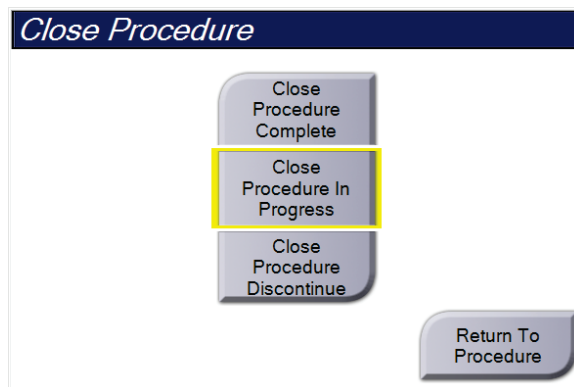 Close Procedure
Close
Procedure
Complete
Close
Procedure In
Progress
Close
Procedure
Discontinue
Return To
Procedure